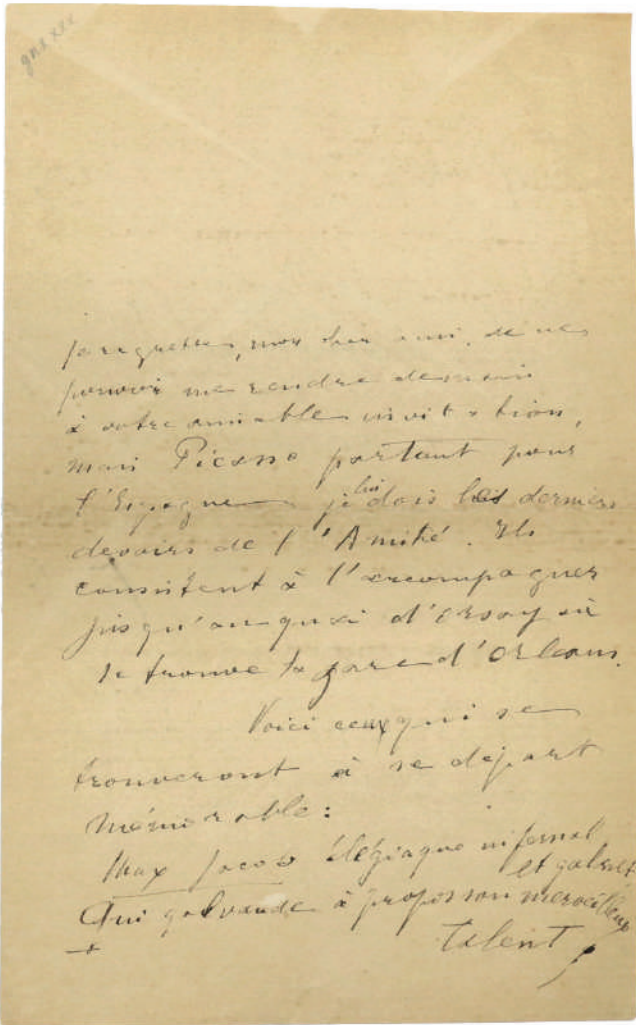 Je regrette, mon cher ami, de ne
pouvoir me rendre demain
à votre aimable invitation,
mais Picasso partant pour
l'Espagne je lui dois les derniers
devoirs de l'Amitié. Ils
consistent à l'accompagner
jusqu'au quai d'Orsay où
se trouve la gare d'Orléans.
Voici ceux qui se
trouveront à ce départ
mémorable:
Max Jacob élégiaque infernal
et galant
Qui galvaude à propos son merveilleux
talent